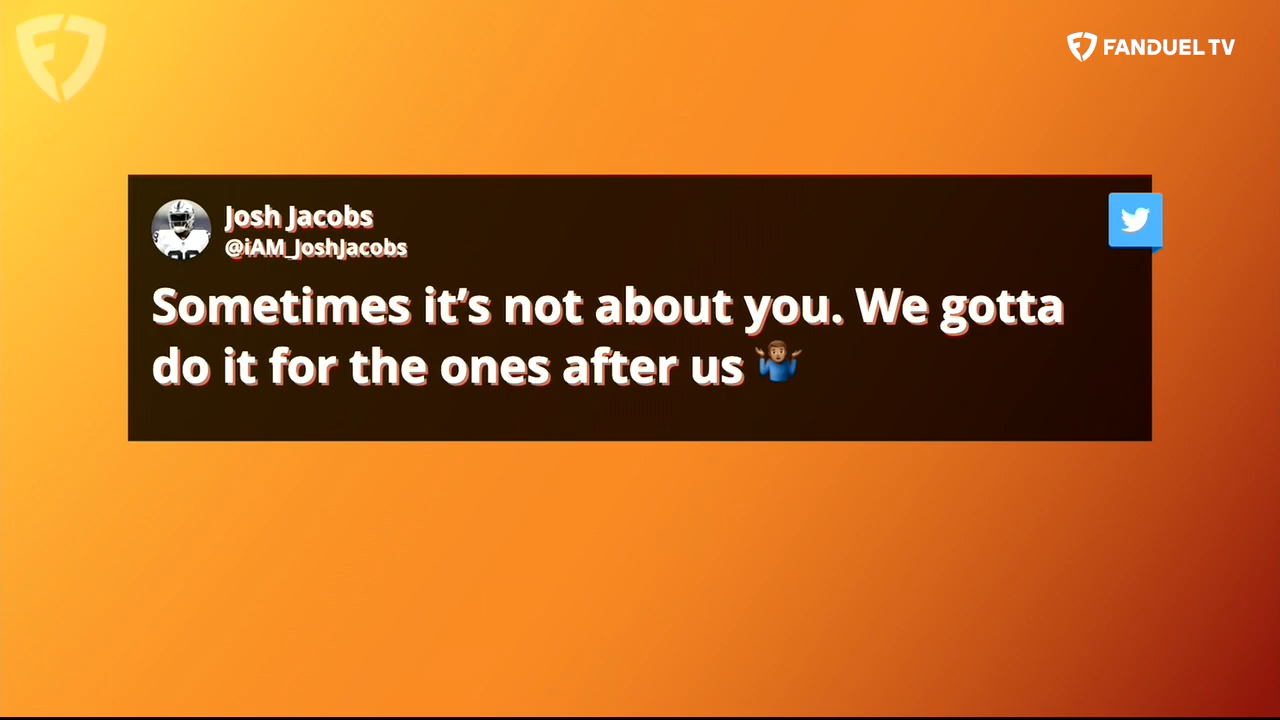 FANDUEL TV
Josh Jacobs
@iAM_JoshJacobs
Sometimes it’s not about you. We gotta
do it for the ones after us 🤷🏽‍♂️